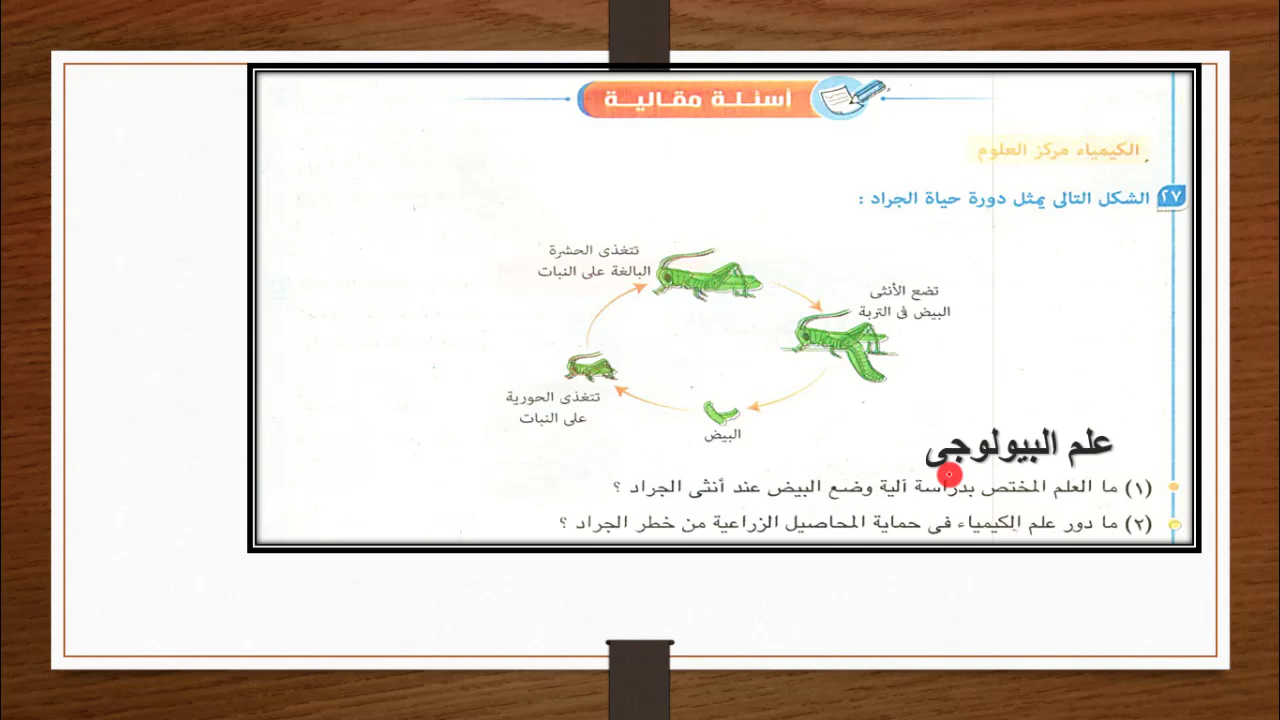 أسئلة مقالية
الكيمياء مركز العلوم
٢٧ الشكل التالى يمثل دورة حياة الجراد :
تتغذى الحشرة
البالغة على النبات
تضع الأنثى
البيض فى التربة
تتغذى الحورية
على النبات
البيض
علم البيولوجى
(١) ما العلم المختص بدراسة آلية وضع البيض عند أنثى الجراد ؟
(٢) ما دور علم الكيمياء فى حماية المحاصيل الزراعية من خطر الجراد ؟